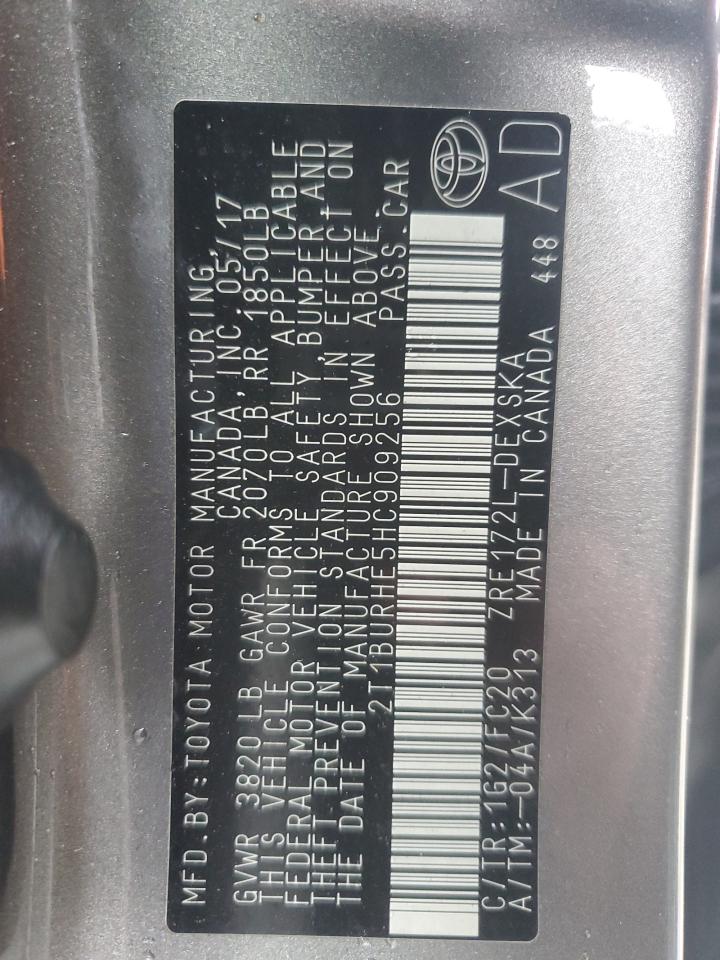 MFD.BY:TOYOTA MOTOR MANUFACTURING,
CANADA, INC. 05/17
GVWR 3820LB GAWR FR 2070LB, RR 1850LB
THIS VEHICLE CONFORMS TO ALL APPLICABLE
FEDERAL MOTOR VEHICLE SAFETY, BUMPER AND
THEFT PREVENTION STANDARDS IN EFFECT ON
THE DATE OF MANUFACTURE SHOWN ABOVE.
2T1BURHE5HC909256 PASS.CAR
C/TR:1G2/FC20 ZRE172L-DEXSKA 448
A/TM:-04A/K313 MADE IN CANADA AD